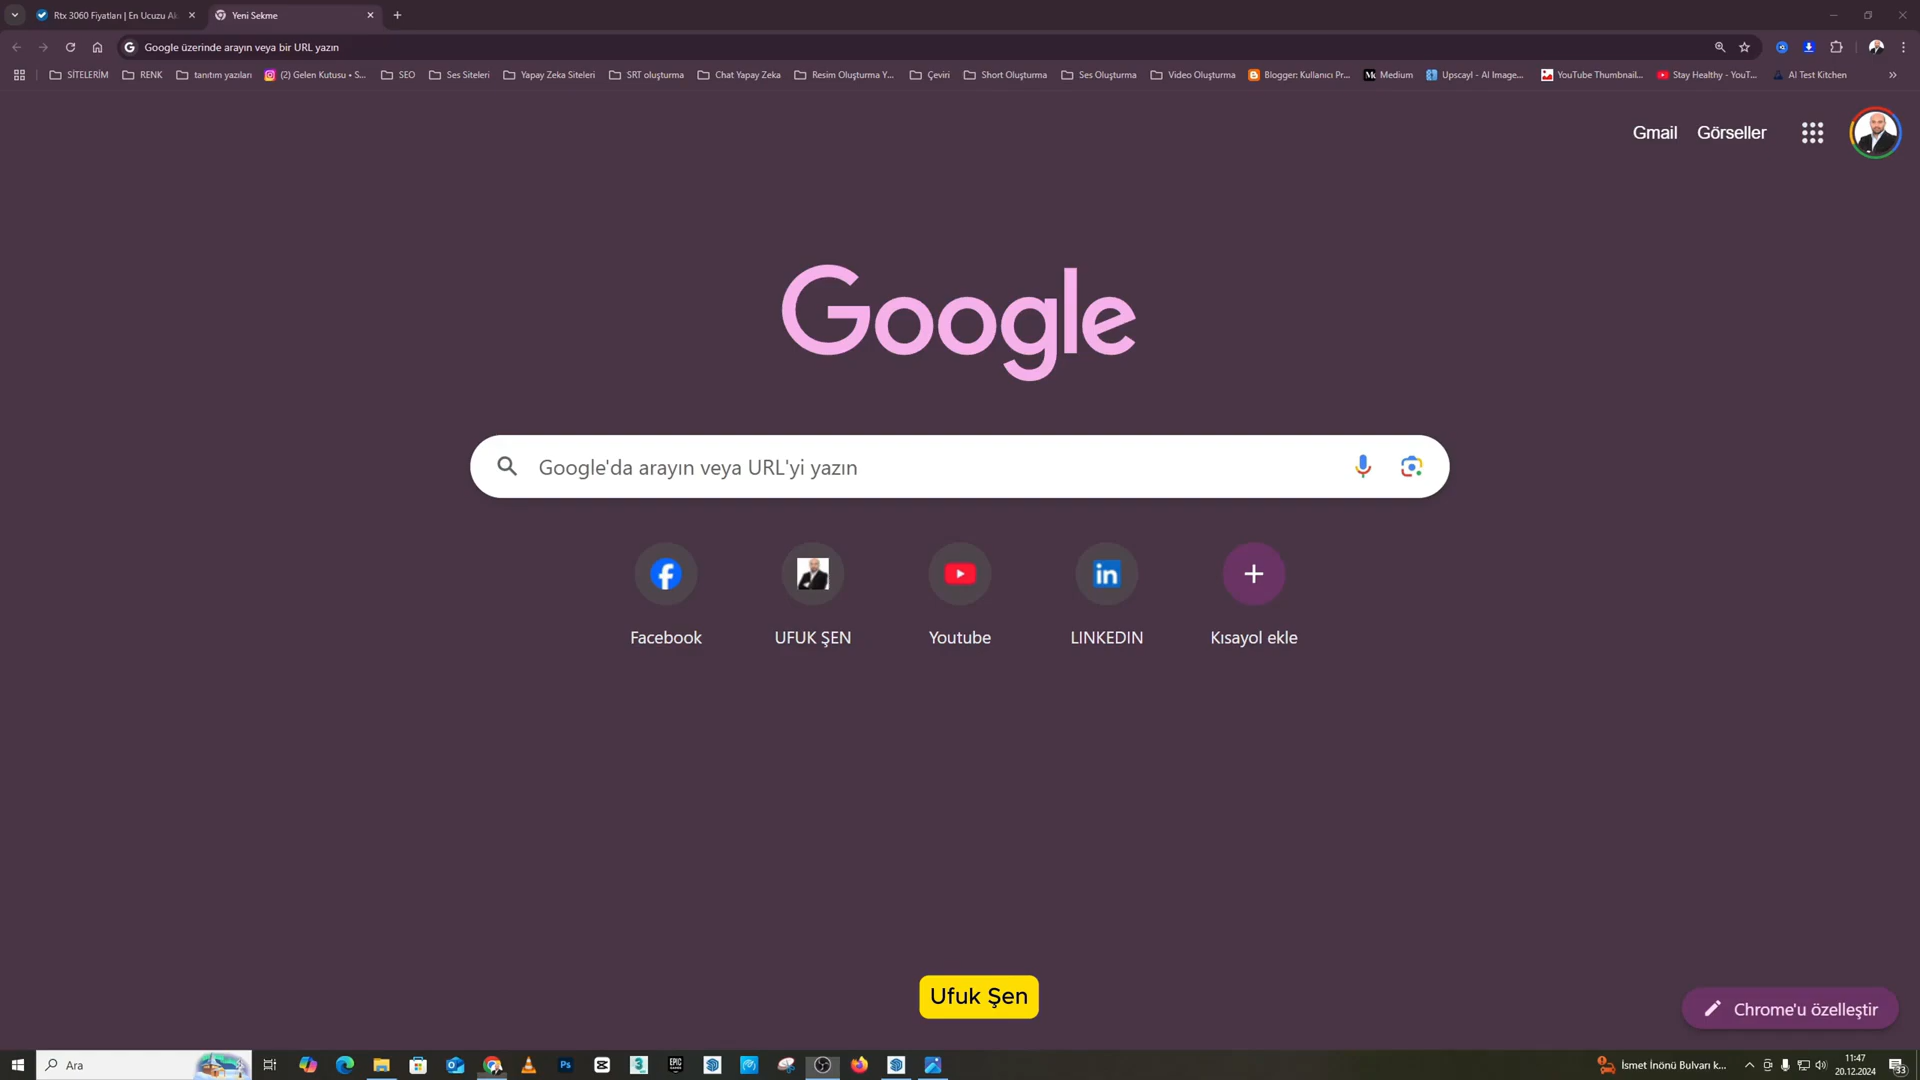 Rtx 3060 Fiyatları | En Ucuzu Ak
Yeni Sekme
Google üzerinde arayın veya bir URL yazın
SİTELERİM
RENK
tanıtım yazıları
(2) Gelen Kutusu • S...
SEO
Ses Siteleri
Yapay Zeka Siteleri
SRT oluşturma
Chat Yapay Zeka
Resim Oluşturma Y...
Çeviri
Short Oluşturma
Ses Oluşturma
Video Oluşturma
Blogger: Kullanıcı Pr...
Medium
Upscayl - AI Image...
YouTube Thumbnail...
Stay Healthy - YouT...
AI Test Kitchen
Gmail
Görseller
Google
Google'da arayın veya URL'yi yazın
Facebook
UFUK ŞEN
Youtube
LINKEDIN
Kısayol ekle
Ufuk Şen
Chrome'u özelleştir
Ara
Ps
EPIC
İsmet İnönü Bulvarı k...
11:47
20.12.2024
33